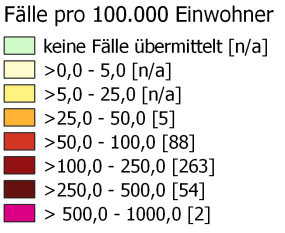 Fälle pro 100.000 Einwohner
keine Fälle übermittelt [n/a]
>0,0 - 5,0 [n/a]
>5,0 - 25,0 [n/a]
>25,0 - 50,0 [5]
>50,0 - 100,0 [88]
>100,0 - 250,0 [263]
>250,0 - 500,0 [54]
> 500,0 - 1000,0 [2]